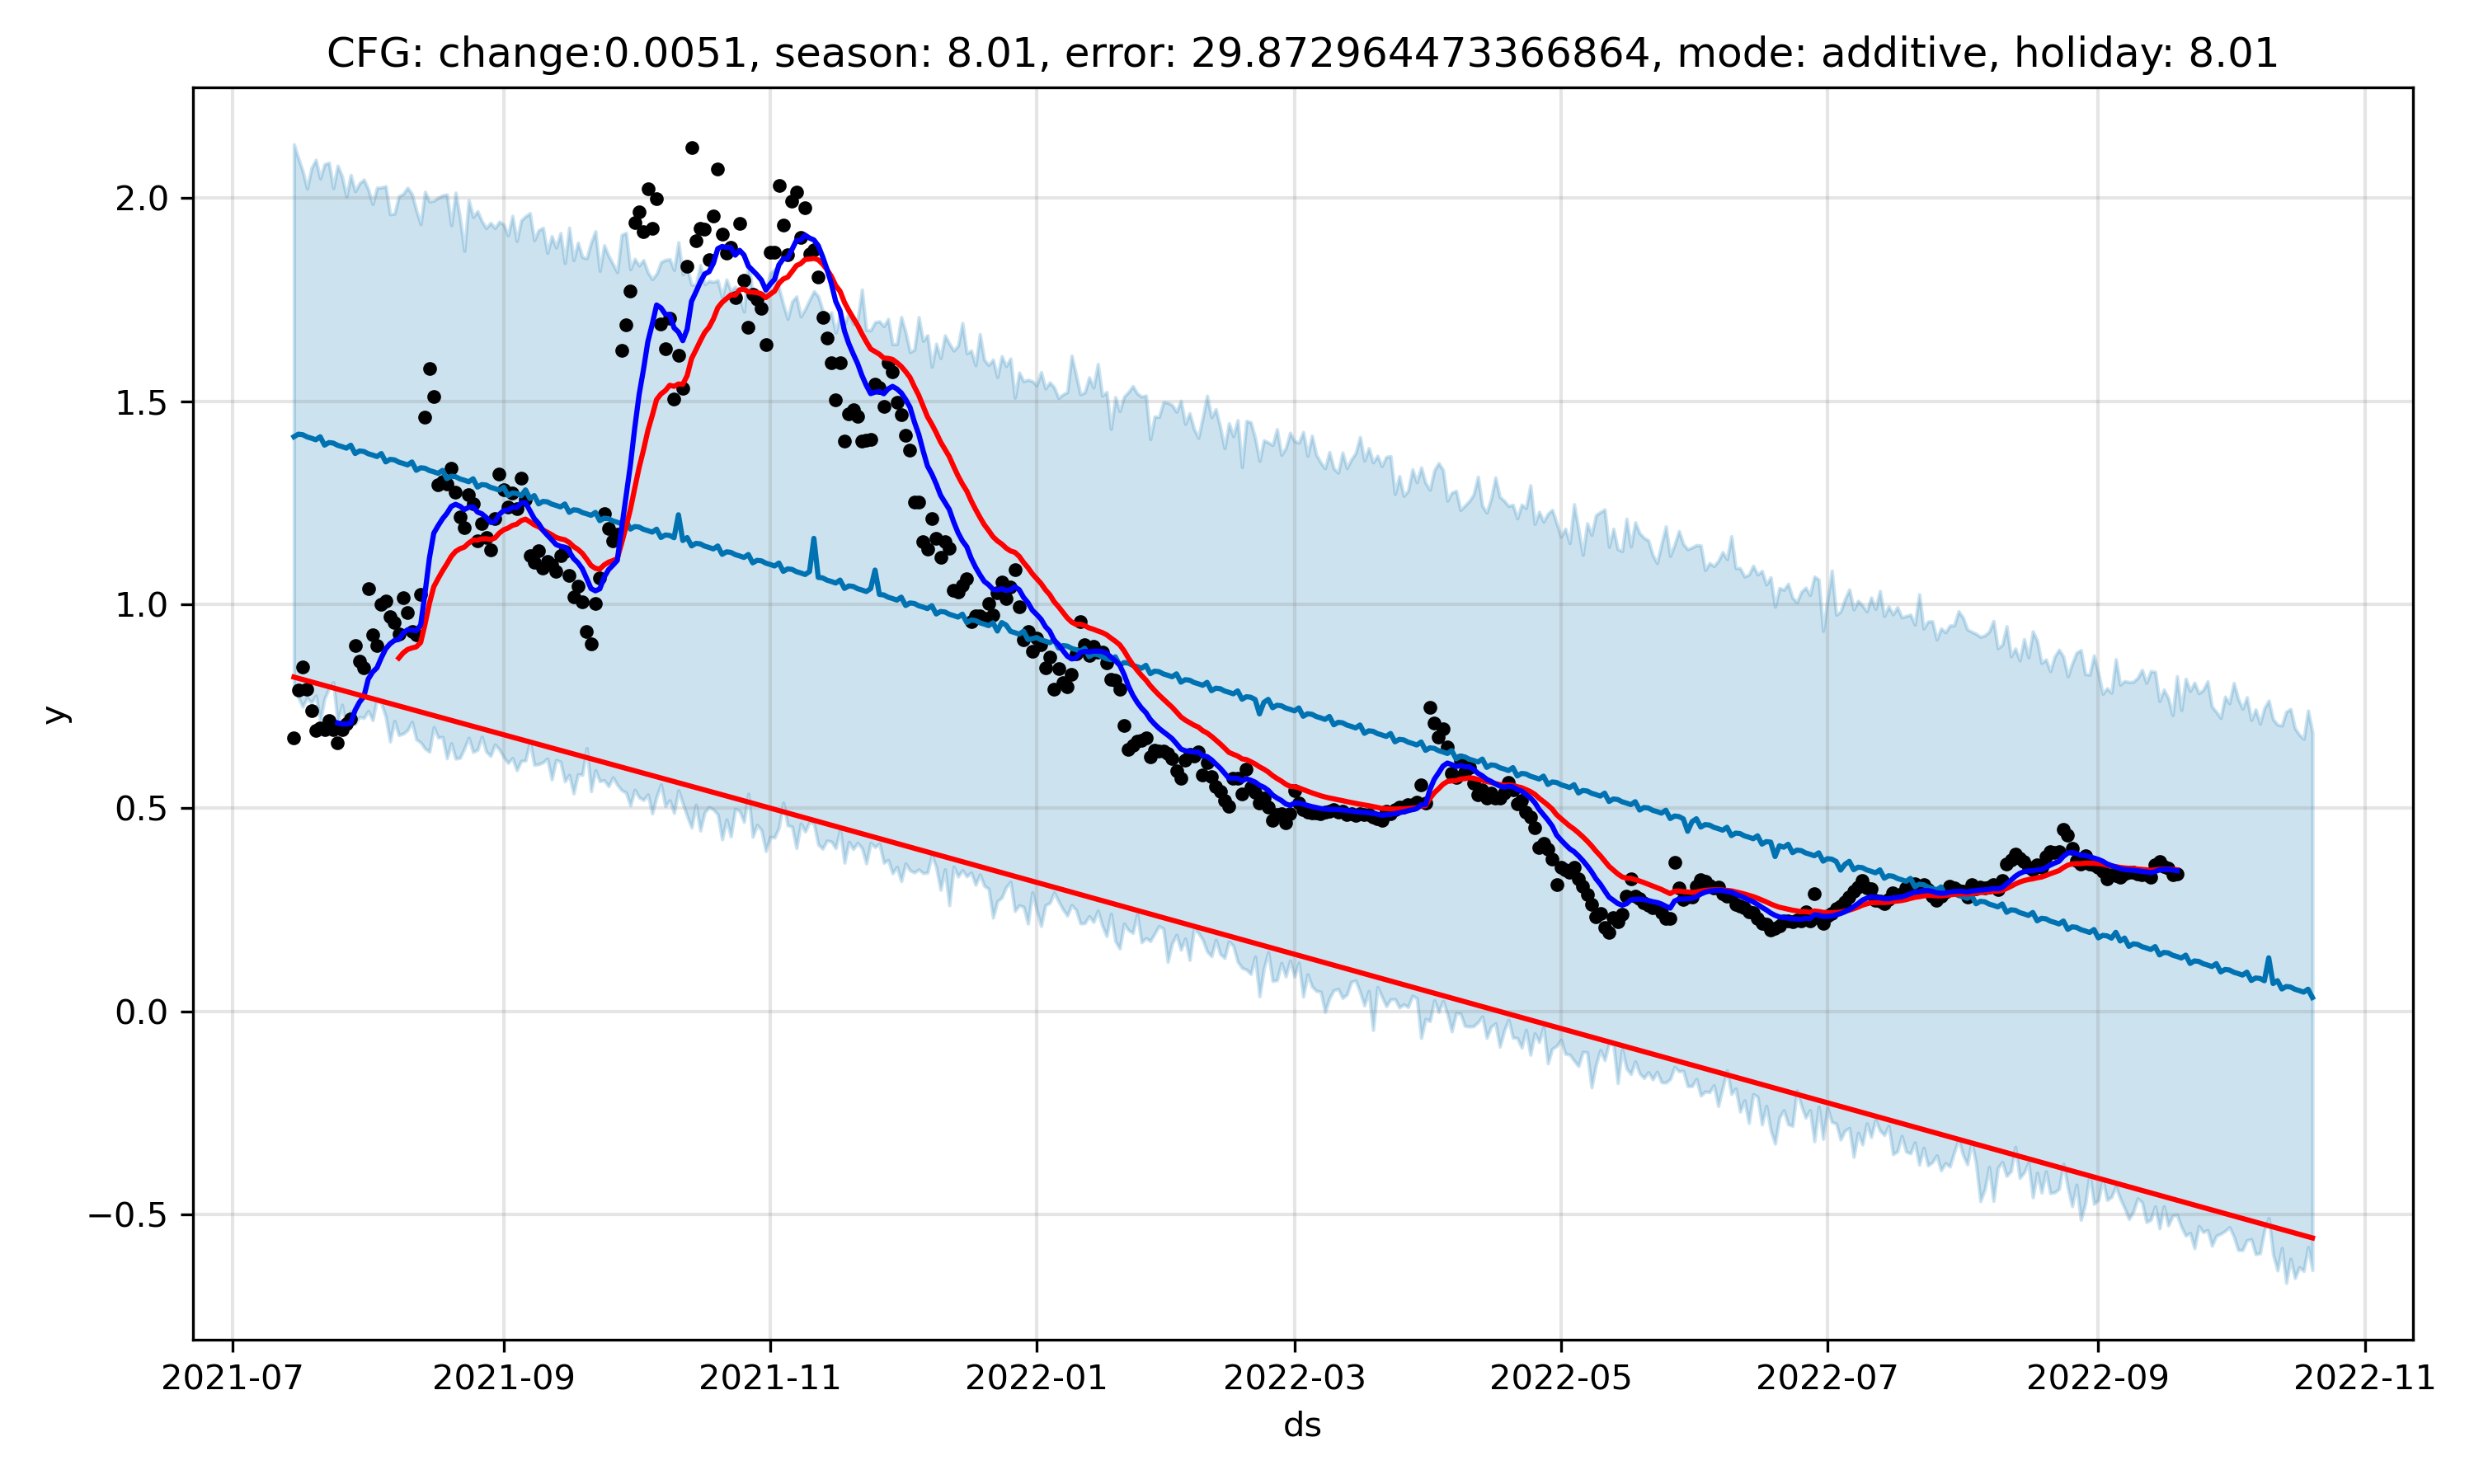 CFG: change:0.0051, season: 8.01, error: 29.872964473366864, mode: additive, holiday: 8.01
2.0
1.5
1.0
0.5
0.0
−0.5
y
2021-07 2021-09 2021-11 2022-01 2022-03 2022-05 2022-07 2022-09 2022-11
ds